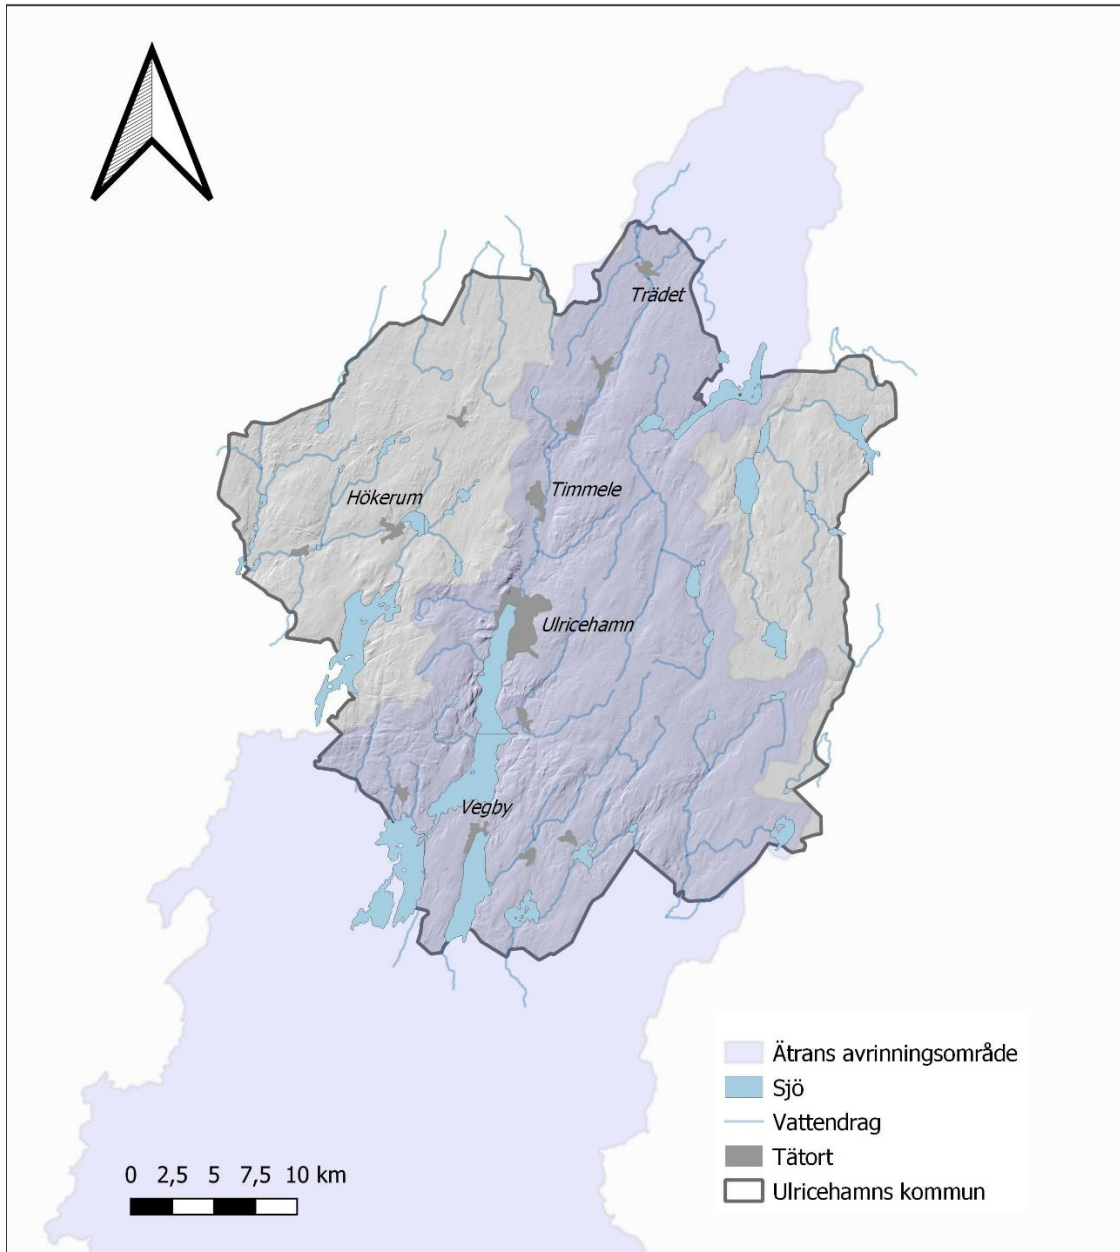 Trädet
Hökerum
Timmele
Ulricehamn
Vegby
Ätrans avrinningsområde
Sjö
Vattendrag
Tätort
Ulricehamns kommun
0 2,5 5 7,5 10 km